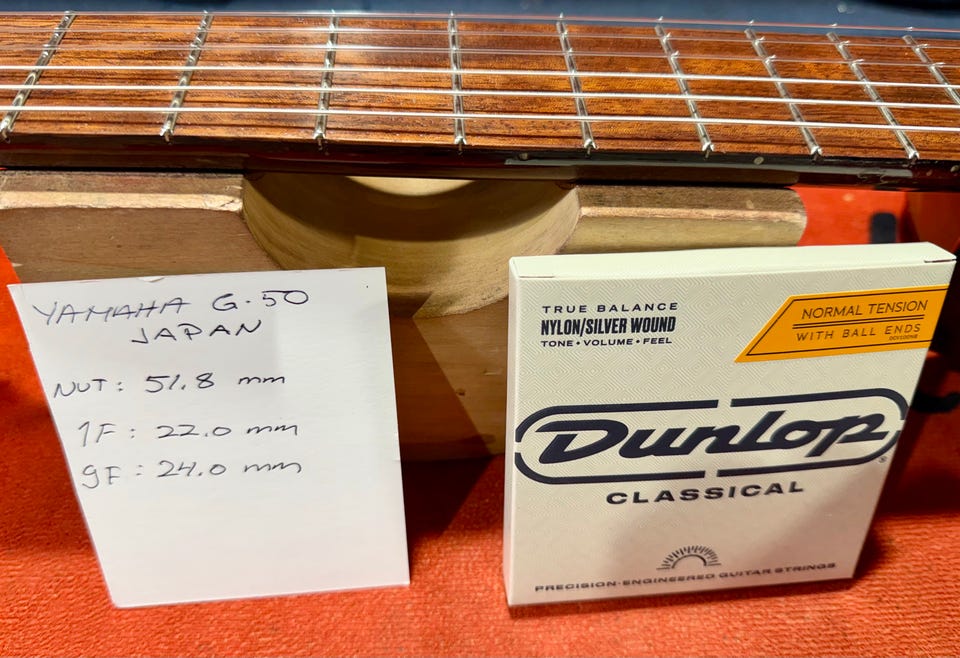 YAMAHA G-50
JAPAN
NUT: 51.8 mm
1F: 22.0 mm
9F: 24.0 mm
TRUE BALANCE
NYLON/SILVER WOUND
TONE • VOLUME • FEEL
NORMAL TENSION
WITH BALL ENDS
Dunlop
®
CLASSICAL
PRECISION-ENGINEERED GUITAR STRINGS